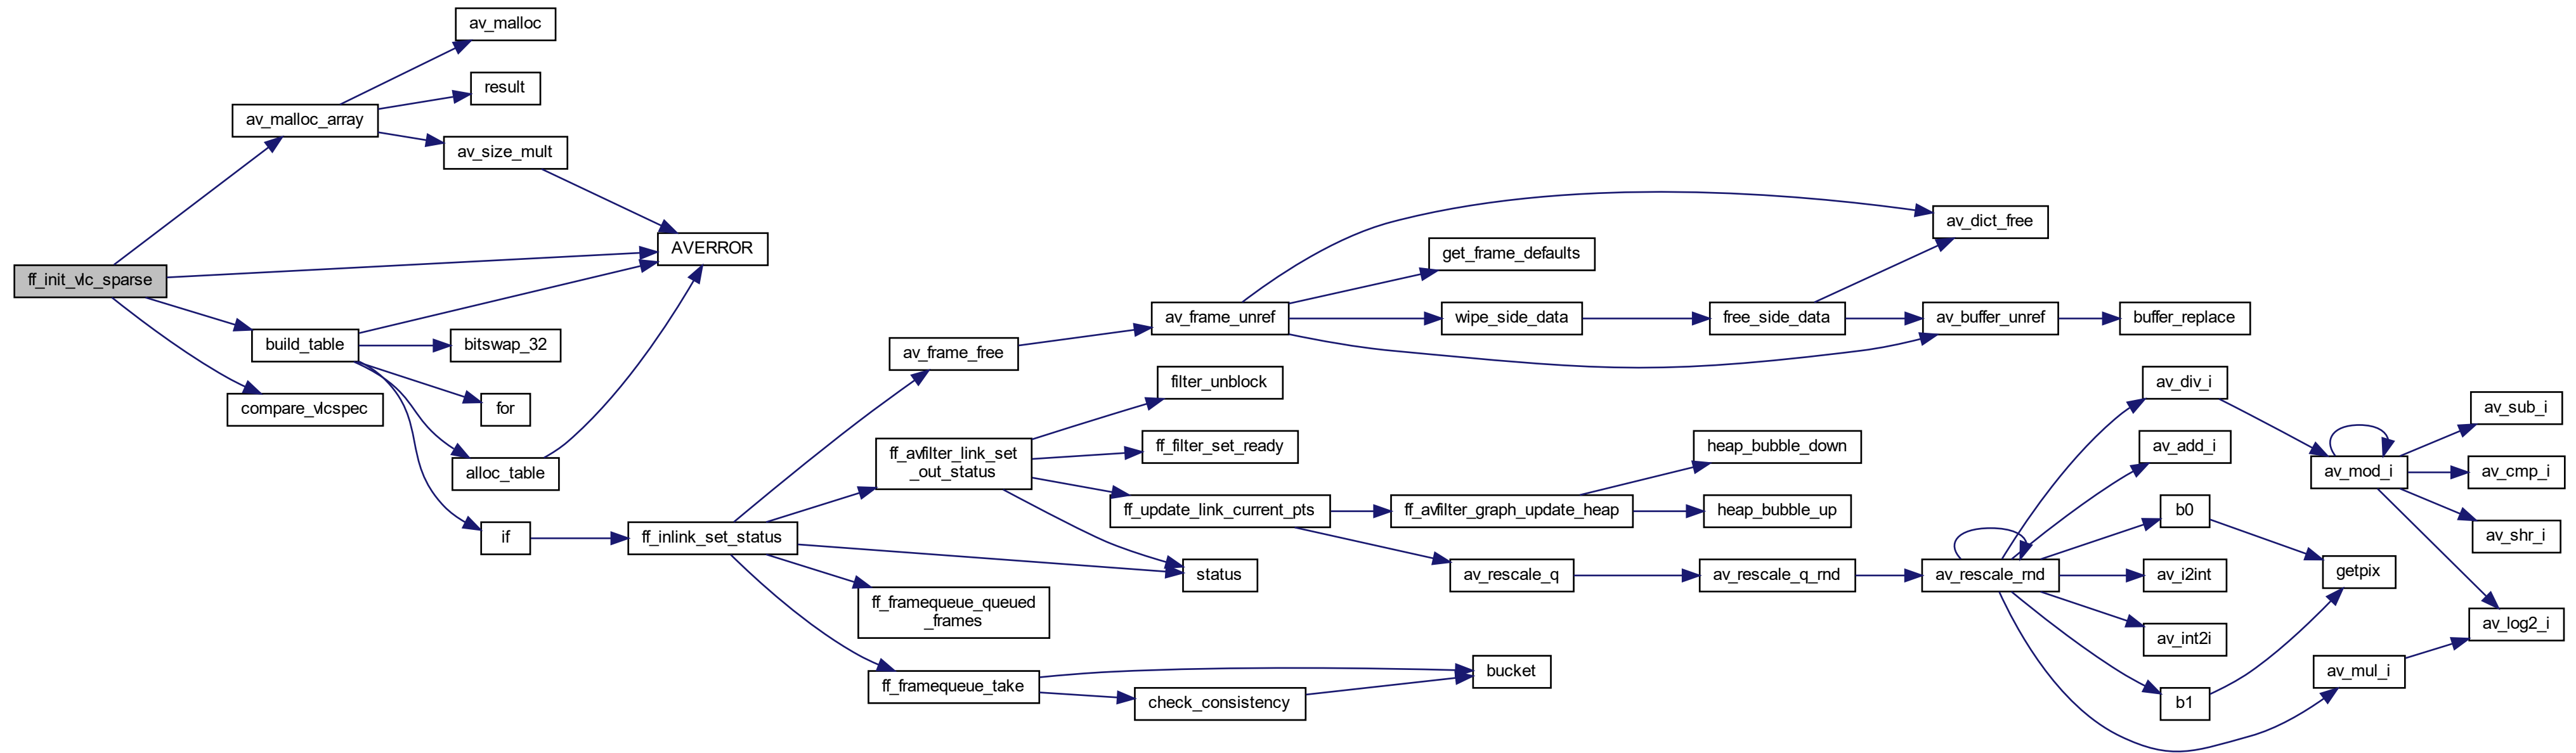 av_malloc
result
av_malloc_array
av_size_mult
AVERROR
ff_init_vlc_sparse
build_table
bitswap_32
compare_vlcspec
for
alloc_table
if
ff_inlink_set_status
av_frame_free
ff_avfilter_link_set
_out_status
ff_framequeue_queued
_frames
ff_framequeue_take
av_frame_unref
filter_unblock
ff_filter_set_ready
ff_update_link_current_pts
status
check_consistency
get_frame_defaults
wipe_side_data
ff_avfilter_graph_update_heap
av_rescale_q
bucket
free_side_data
heap_bubble_down
heap_bubble_up
av_rescale_q_rnd
av_dict_free
av_buffer_unref
av_rescale_rnd
buffer_replace
av_div_i
av_add_i
b0
av_i2int
av_int2i
b1
av_mod_i
getpix
av_mul_i
av_sub_i
av_cmp_i
av_shr_i
av_log2_i